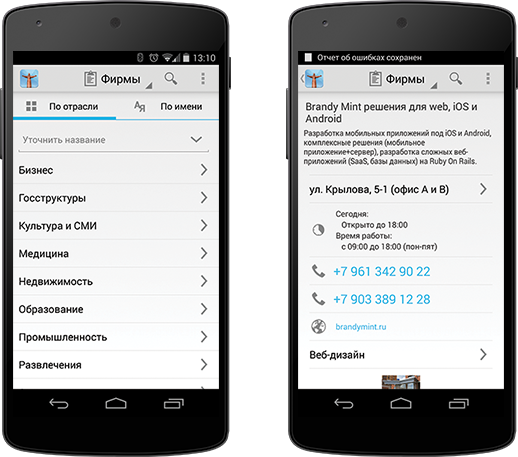 13:10
Фирмы
По отрасли
Ая
По имени
Уточнить название
Бизнес
Госструктуры
Культура и СМИ
Медицина
Недвижимость
Образование
Промышленность
Развлечения
Отчет об ошибках сохранен
Фирмы
Brandy Mint решения для web, iOS и
Android
Разработка мобильных приложений под iOS и Android,
комплексные решения (мобильное
приложение+сервер), разработка сложных веб-
приложений (SaaS, базы данных) на Ruby On Rails.
ул. Крылова, 5-1 (офис А и В)
Сегодня:
Открыто до 18:00
Время работы:
с 09:00 до 18:00 (пон-пят)
+7 961 342 90 22
+7 903 389 12 28
brandymint.ru
Веб-дизайн